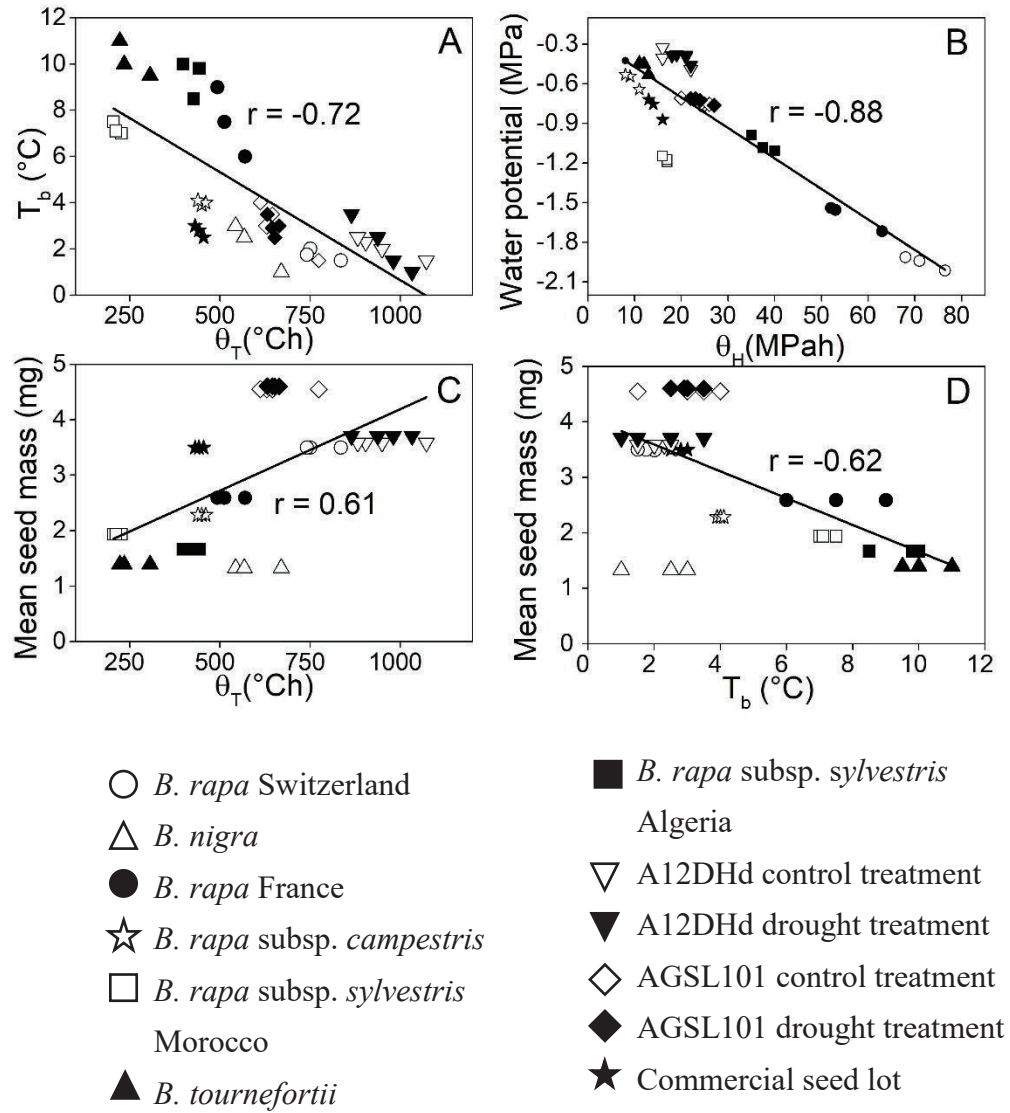 A
T_b (°C)
12
10
8
6
4
2
0
r = -0.72
250 500 750 1000
θ_T(°Ch)
B
Water potential (MPa)
-0.3
-0.6
-0.9
-1.2
-1.5
-1.8
-2.1
r = -0.88
0 10 20 30 40 50 60 70 80
θ_H(MPah)
C
Mean seed mass (mg)
5
4
3
2
1
0
r = 0.61
250 500 750 1000
θ_T(°Ch)
D
Mean seed mass (mg)
5
4
3
2
1
0
r = -0.62
0 2 4 6 8 10 12
T_b (°C)
B. rapa Switzerland
B. nigra
B. rapa France
B. rapa subsp. campestris
B. rapa subsp. sylvestris
Morocco
B. tournefortii
B. rapa subsp. sylvestris
Algeria
A12DHd control treatment
A12DHd drought treatment
AGSL101 control treatment
AGSL101 drought treatment
Commercial seed lot